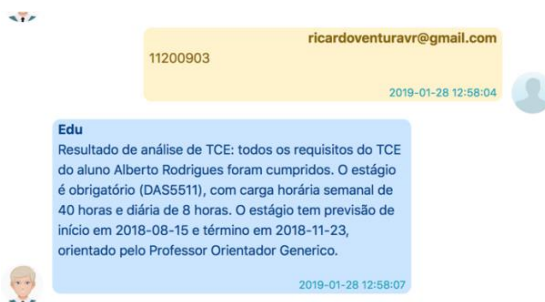 ricardoventuravr@gmail.com
11200903
2019-01-28 12:58:04
Edu
Resultado de análise de TCE: todos os requisitos do TCE
do aluno Alberto Rodrigues foram cumpridos. O estágio
é obrigatório (DAS5511), com carga horária semanal de
40 horas e diária de 8 horas. O estágio tem previsão de
início em 2018-08-15 e término em 2018-11-23,
orientado pelo Professor Orientador Generico.
2019-01-28 12:58:07